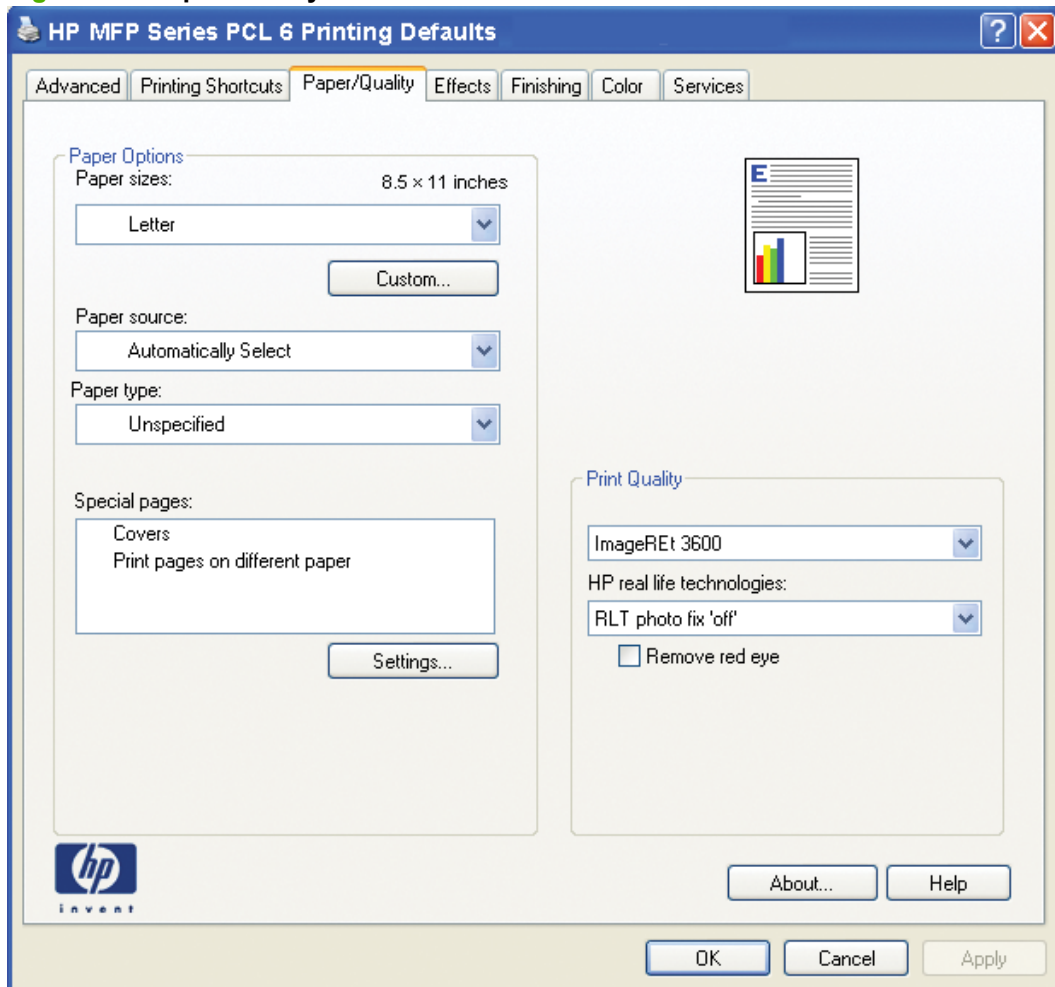 HP MFP Series PCL 6 Printing Defaults
Advanced Printing Shortcuts Paper/Quality Effects Finishing Color Services
Paper Options
Paper sizes: 8.5 × 11 inches
Letter
Custom...
Paper source:
Automatically Select
Paper type:
Unspecified
Special pages:
Covers
Print pages on different paper
Settings...
E
Print Quality
ImageREt 3600
HP real life technologies:
RLT photo fix 'off'
Remove red eye
hp
invent
About... Help
OK Cancel Apply